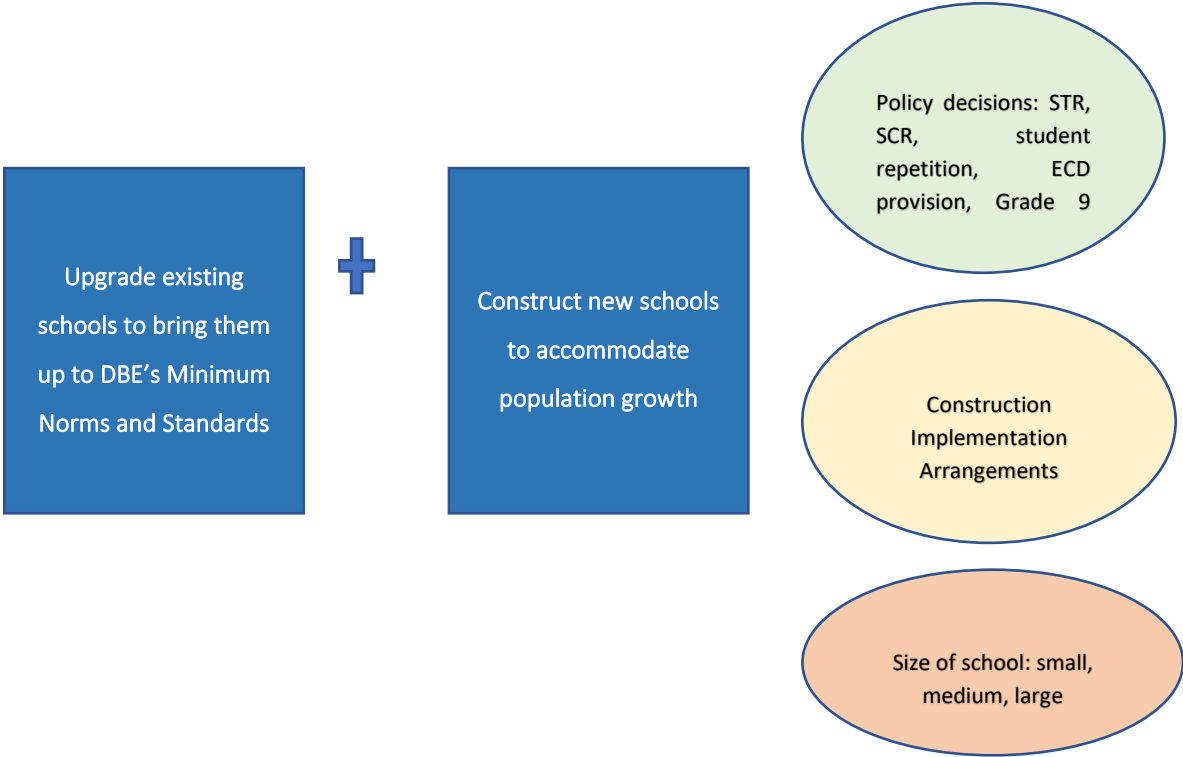 Upgrade existing
schools to bring them
up to DBE’s Minimum
Norms and Standards
Construct new schools
to accommodate
population growth
Policy decisions: STR,
SCR, student
repetition, ECD
provision, Grade 9
Construction
Implementation
Arrangements
Size of school: small,
medium, large